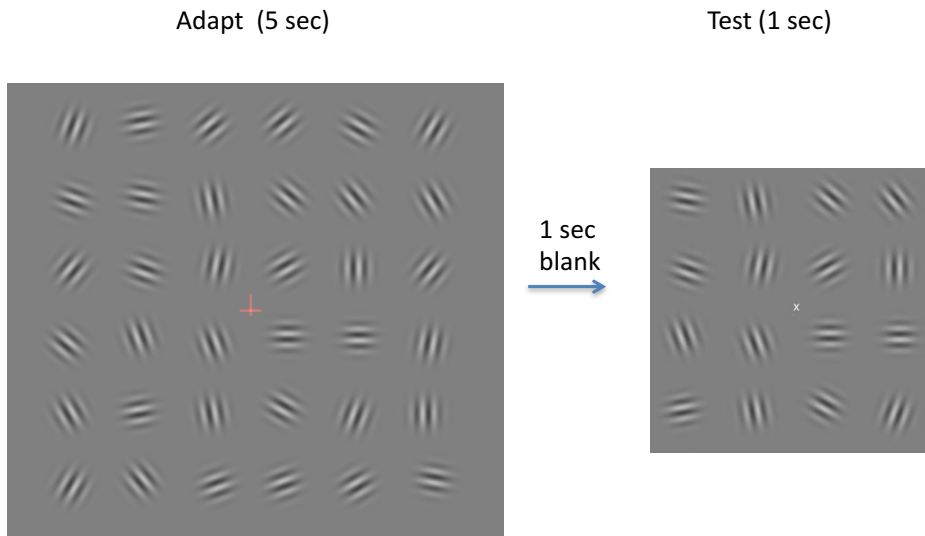 Adapt (5 sec)
Test (1 sec)
1 sec
blank
x